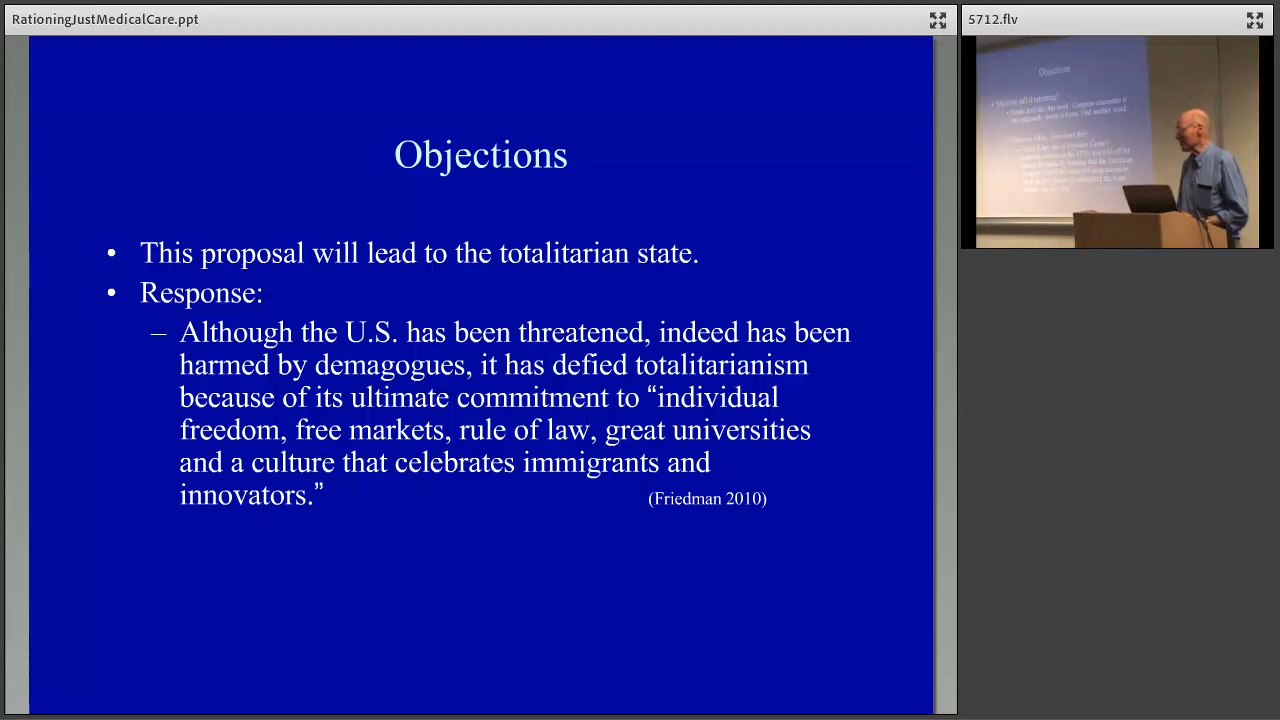 RationingJustMedicalCare.ppt
5712.flv
Objections
• This proposal will lead to the totalitarian state.
• Response:
– Although the U.S. has been threatened, indeed has been
harmed by demagogues, it has defied totalitarianism
because of its ultimate commitment to “individual
freedom, free markets, rule of law, great universities
and a culture that celebrates immigrants and
innovators.” (Friedman 2010)
Objections